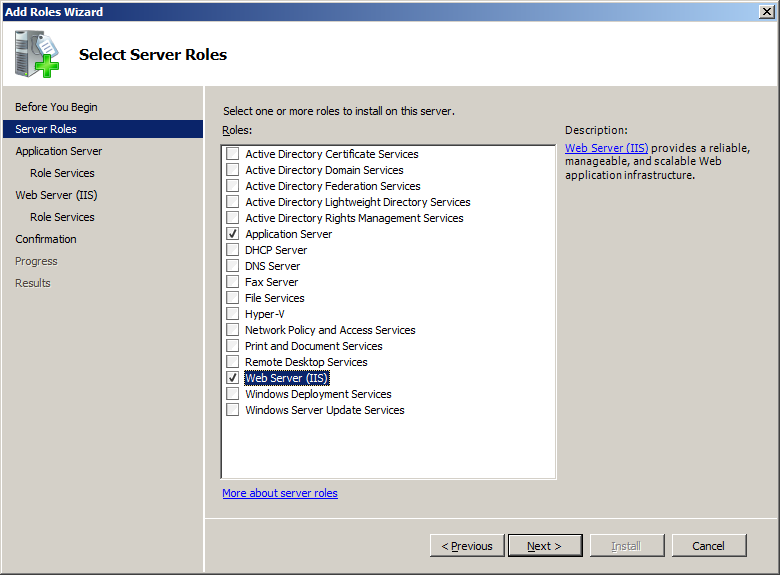 Add Roles Wizard
Select Server Roles
Before You Begin
Server Roles
Application Server
Role Services
Web Server (IIS)
Role Services
Confirmation
Progress
Results
Select one or more roles to install on this server.
Roles:
Active Directory Certificate Services
Active Directory Domain Services
Active Directory Federation Services
Active Directory Lightweight Directory Services
Active Directory Rights Management Services
Application Server
DHCP Server
DNS Server
Fax Server
File Services
Hyper-V
Network Policy and Access Services
Print and Document Services
Remote Desktop Services
Web Server (IIS)
Windows Deployment Services
Windows Server Update Services
More about server roles
Description:
Web Server (IIS) provides a reliable,
manageable, and scalable Web
application infrastructure.
< Previous
Next >
Install
Cancel